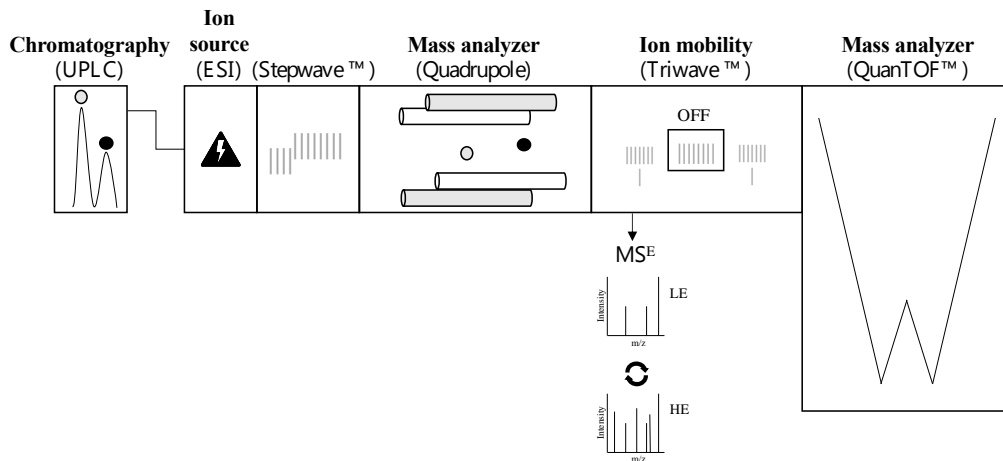 Chromatography
(UPLC)
Ion
source
(ESI)
(Stepwave™)
Mass analyzer
(Quadrupole)
Ion mobility
(Triwave™)
Mass analyzer
(QuanTOF™)
OFF
MSᴱ
Intensity
LE
m/z
Intensity
HE
m/z